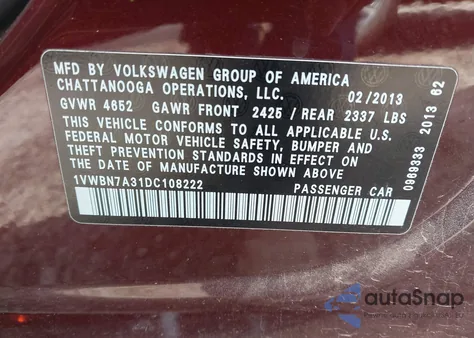 MFD BY VOLKSWAGEN GROUP OF AMERICA
CHATTANOOGA OPERATIONS, LLC. 02/2013
GVWR 4652 GAWR FRONT 2425 / REAR 2337 LBS
THIS VEHICLE CONFORMS TO ALL APPLICABLE U.S.
FEDERAL MOTOR VEHICLE SAFETY, BUMPER AND
THEFT PREVENTION STANDARDS IN EFFECT ON
THE DATE OF MANUFACTURE SHOWN ABOVE
1VWBN7A31DC108222 PASSENGER CAR
0969333 2013 62
autoSnap